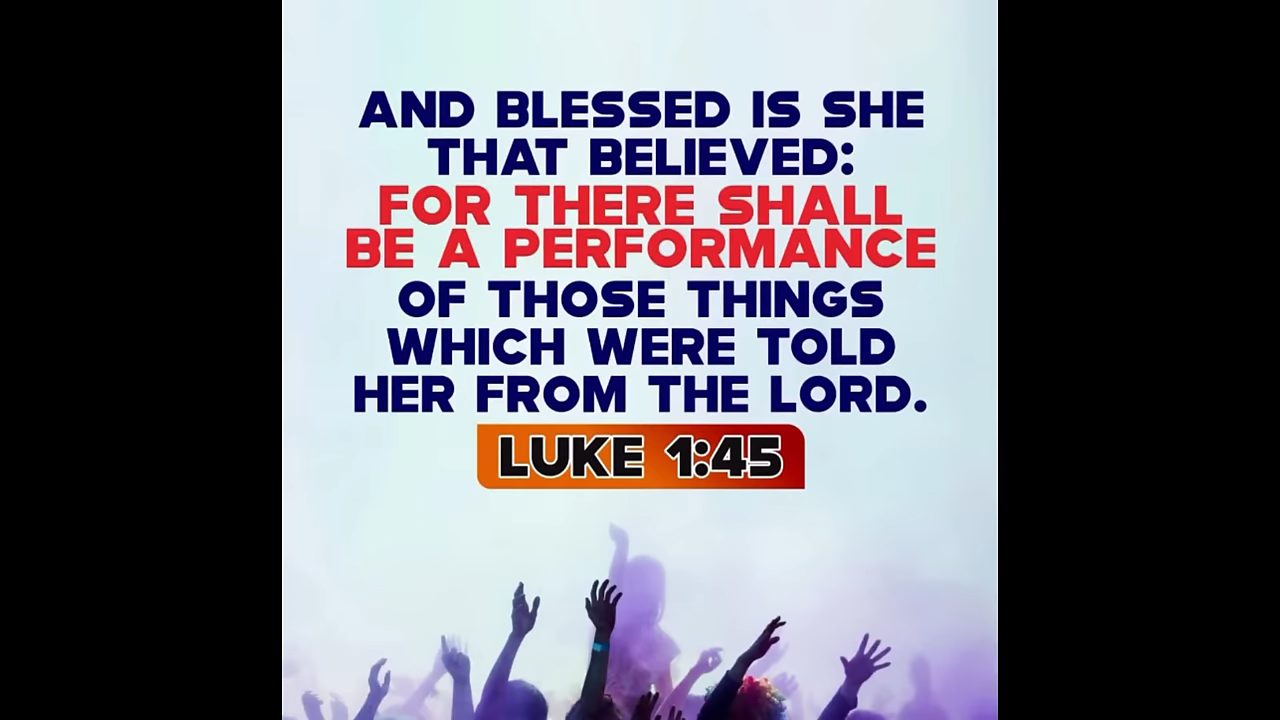 AND BLESSED IS SHE
THAT BELIEVED:
FOR THERE SHALL
BE A PERFORMANCE
OF THOSE THINGS
WHICH WERE TOLD
HER FROM THE LORD.
LUKE 1:45